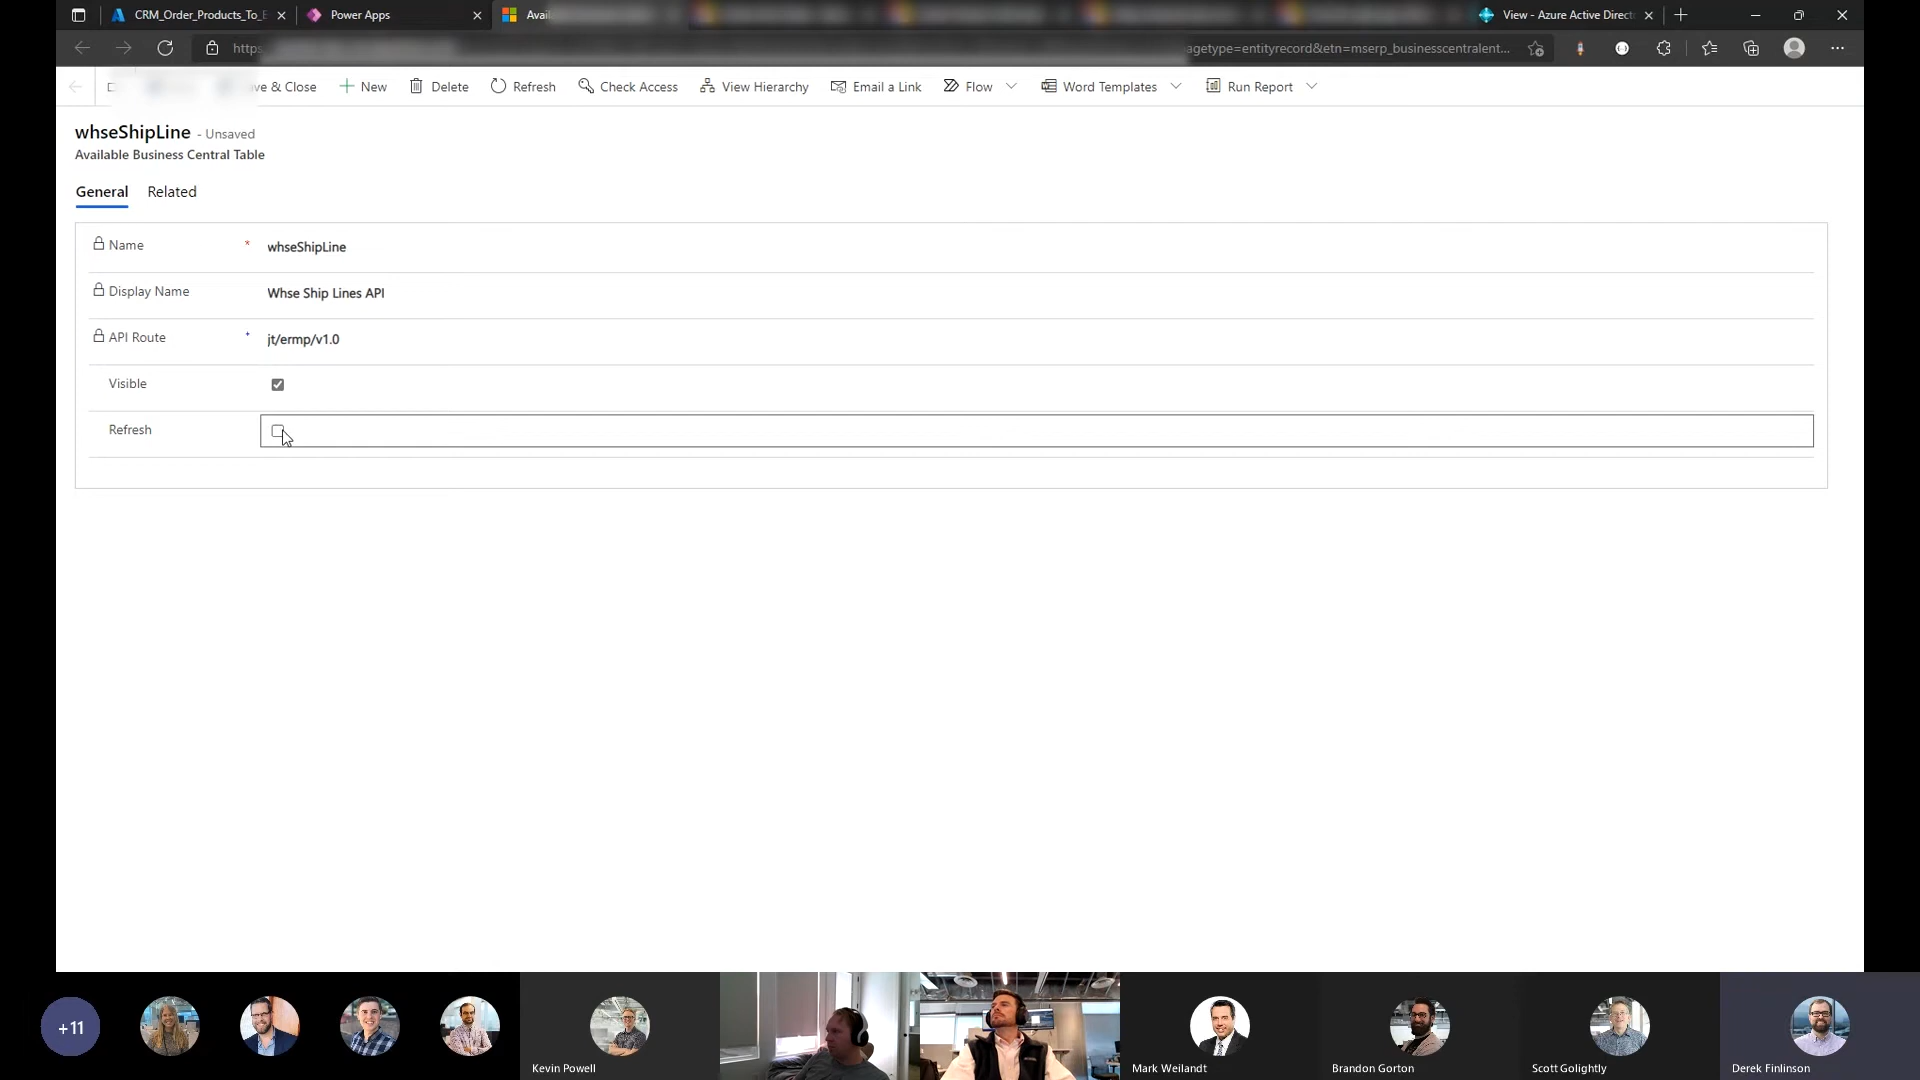 CRM_Order_Products_To_E
Power Apps
Avai
View - Azure Active Direct
https
agetype=entityrecord&etn=mserp_businesscentralent...
ve & Close
New
Delete
Refresh
Check Access
View Hierarchy
Email a Link
Flow
Word Templates
Run Report
whseShipLine - Unsaved
Available Business Central Table
General
Related
Name * whseShipLine
Display Name Whse Ship Lines API
API Route + jt/ermp/v1.0
Visible
Refresh
+11
Kevin Powell
Mark Weilandt
Brandon Gorton
Scott Golightly
Derek Finlinson